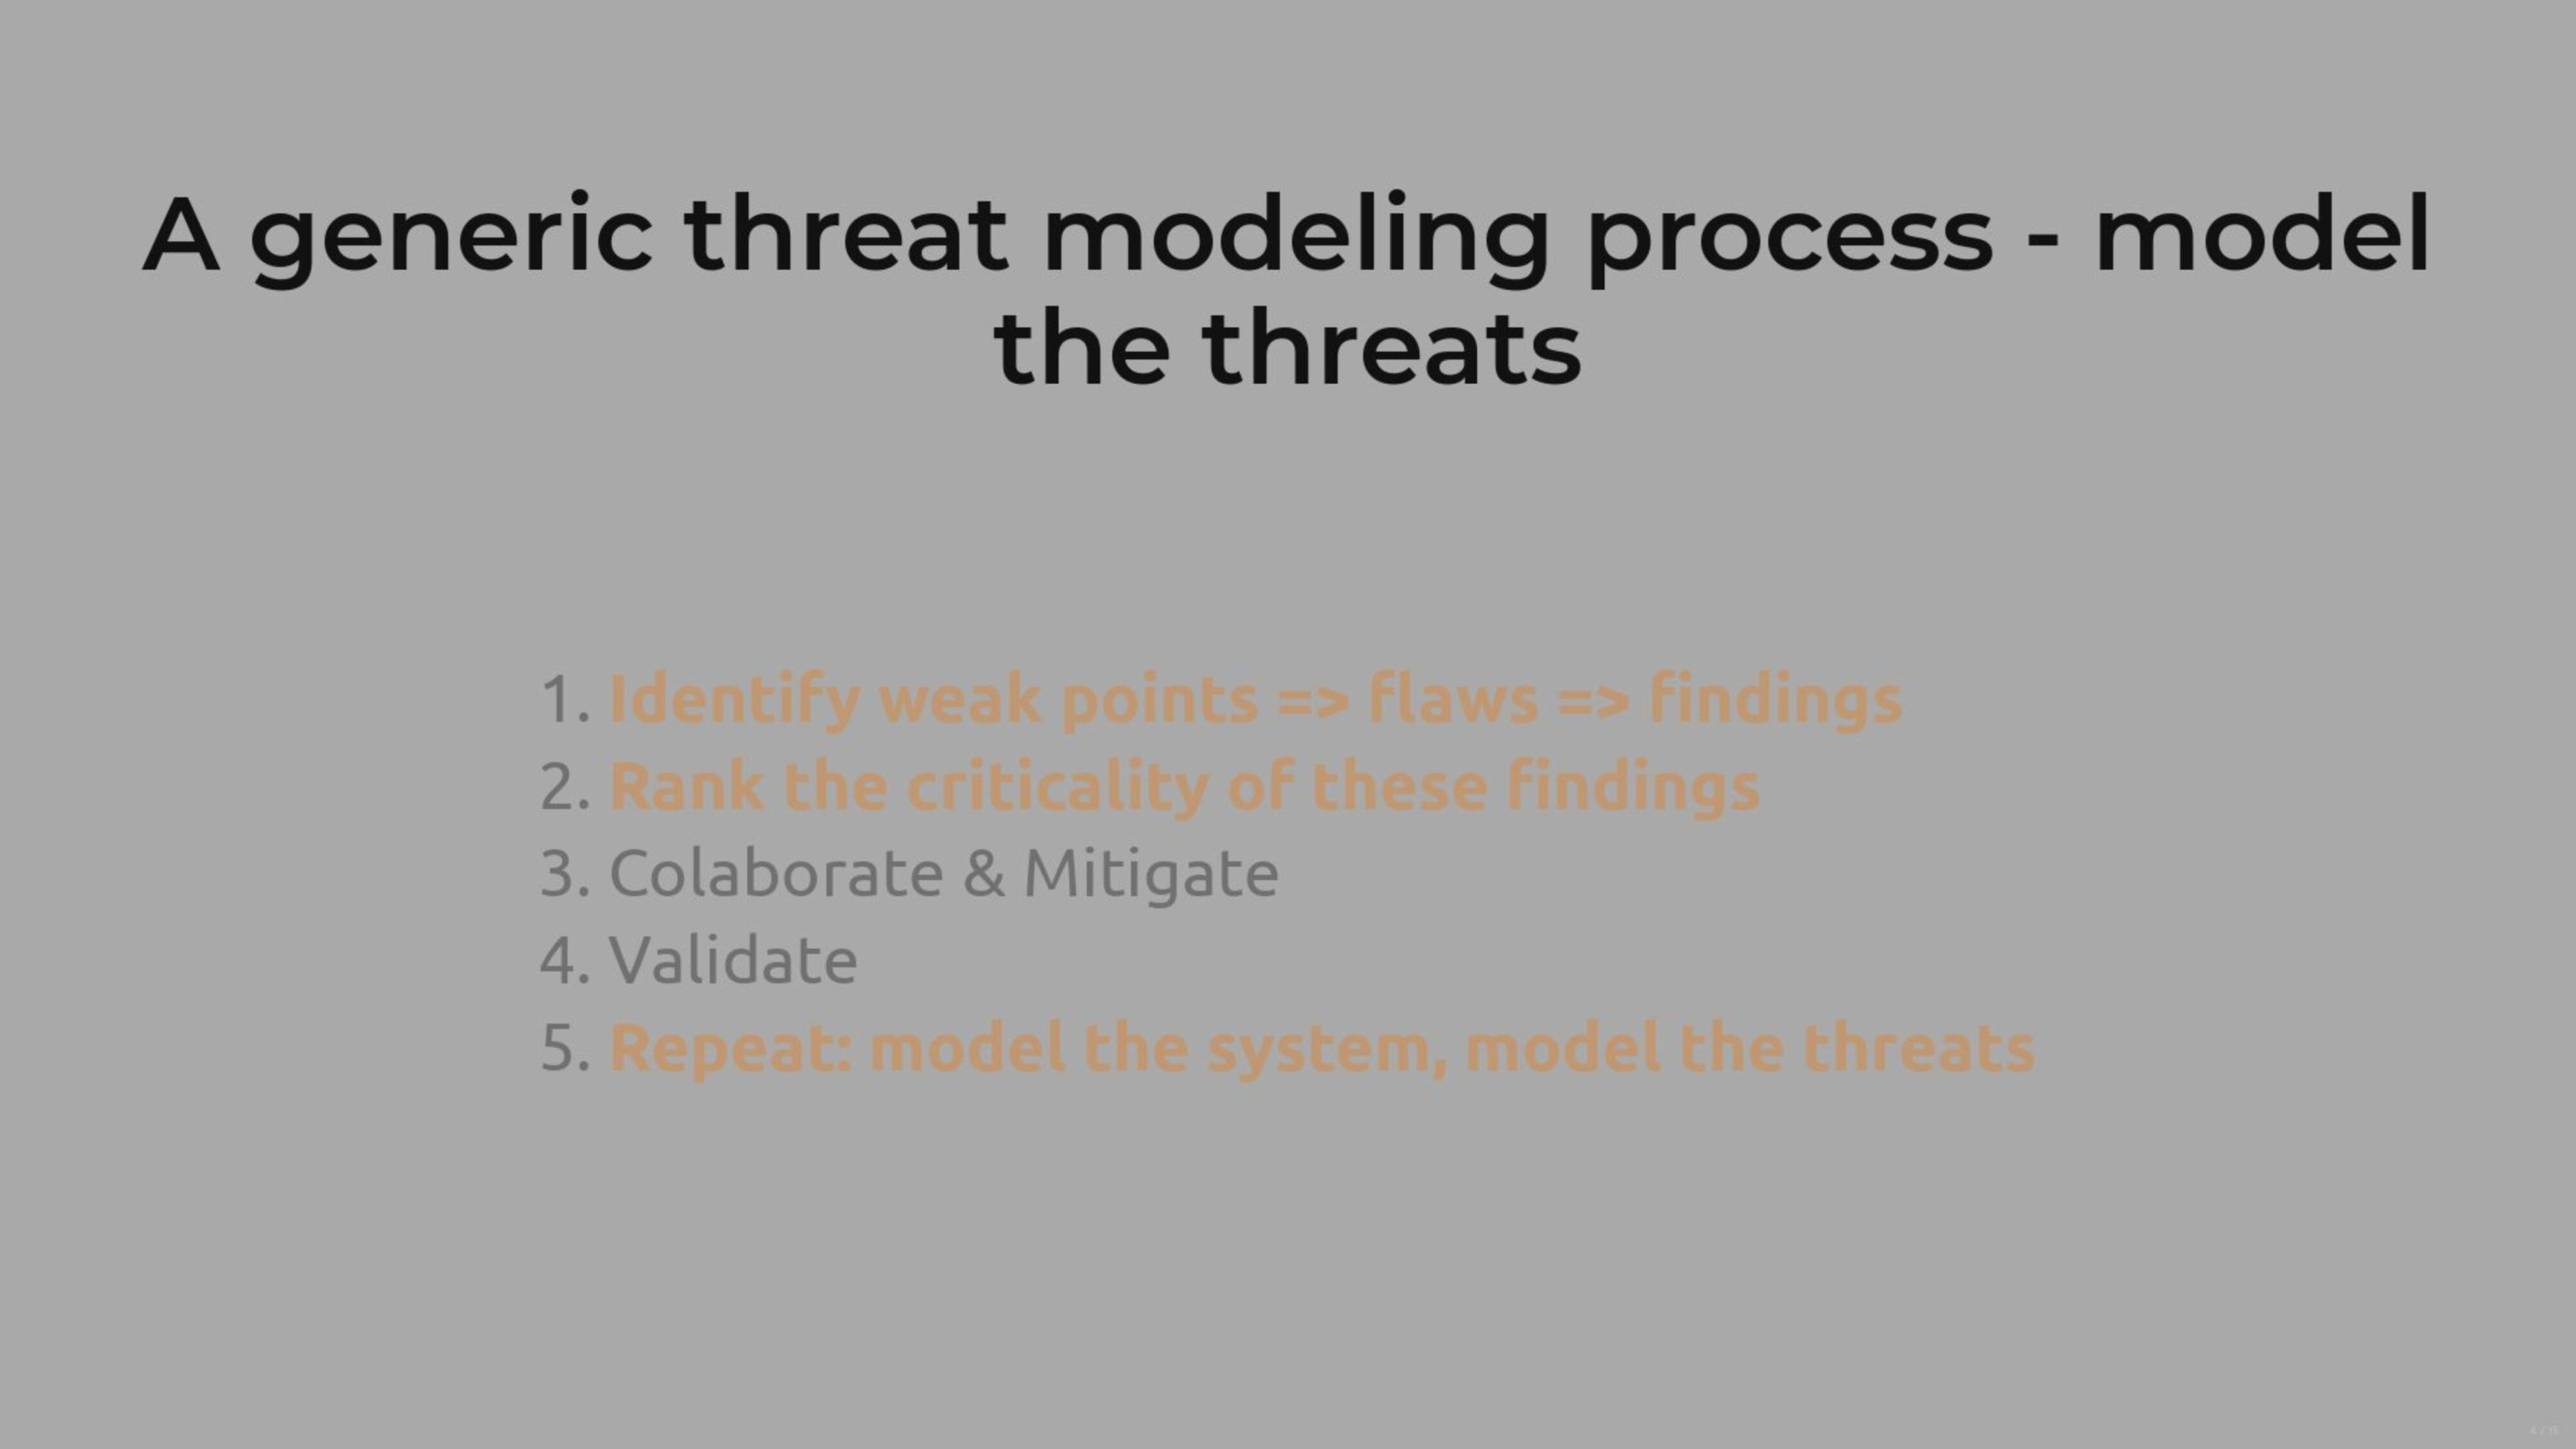 A generic threat modeling process - model
the threats
1. Identify weak points => flaws => findings
2. Rank the criticality of these findings
3. Colaborate & Mitigate
4. Validate
5. Repeat: model the system, model the threats